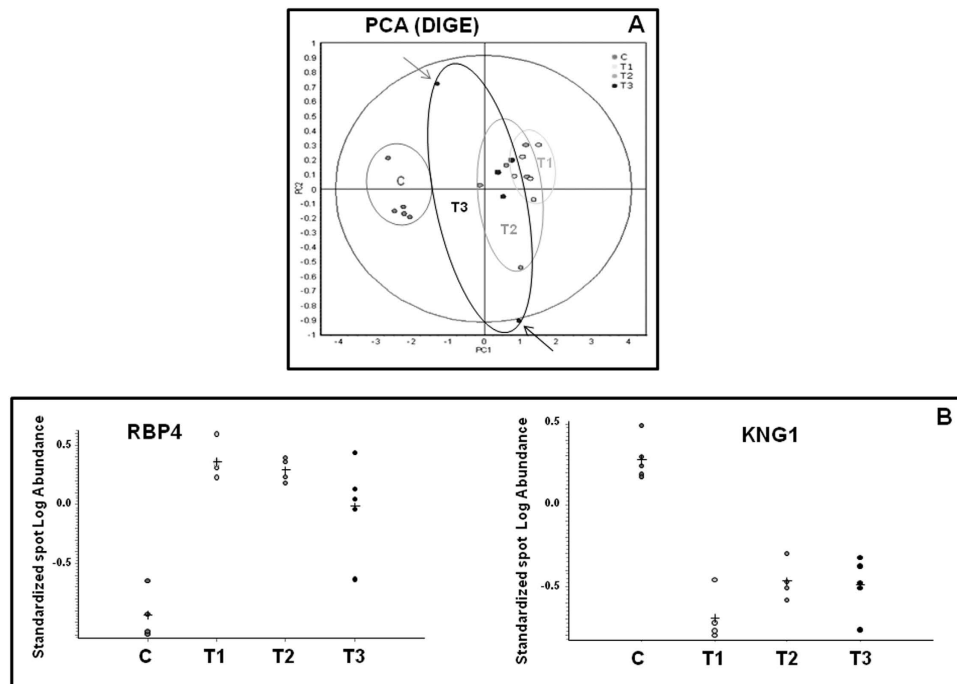 PCA (DIGE)
A
C
T1
T2
T3
1
0.9
0.8
0.7
0.6
0.5
0.4
0.3
0.2
0.1
0
-0.1
-0.2
-0.3
-0.4
-0.5
-0.6
-0.7
-0.8
-0.9
-1
PC2
C
T3
T2
T1
-4 -3 -2 -1 0 1 2 3 4
PC1
B
Standardized spot Log Abundance
RBP4
0.5
0.0
-0.5
C T1 T2 T3
Standardized spot Log Abundance
KNG1
0.5
0.0
-0.5
C T1 T2 T3